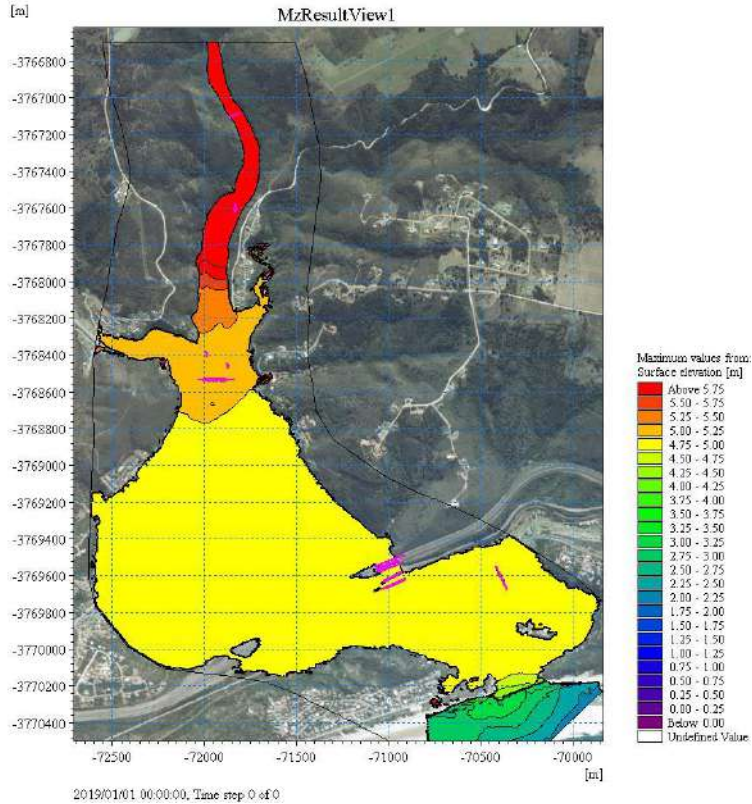 [m]
MzResultView1
-3766800
-3767000
-3767200
-3767400
-3767600
-3767800
-3768000
-3768200
-3768400
-3768600
-3768800
-3769000
-3769200
-3769400
-3769600
-3769800
-3770000
-3770200
-3770400
-72500 -72000 -71500 -71000 -70500 -70000
[m]
Maximum values from:
Surface elevation [m]
Above 5.75
5.50 - 5.75
5.25 - 5.50
5.00 - 5.25
4.75 - 5.00
4.50 - 4.75
4.25 - 4.50
4.00 - 4.25
3.75 - 4.00
3.50 - 3.75
3.25 - 3.50
3.00 - 3.25
2.75 - 3.00
2.50 - 2.75
2.25 - 2.50
2.00 - 2.25
1.75 - 2.00
1.50 - 1.75
1.25 - 1.50
1.00 - 1.25
0.75 - 1.00
0.50 - 0.75
0.25 - 0.50
0.00 - 0.25
Below 0.00
Undefined Value
2019/01/01 00:00:00, Time step 0 of 0